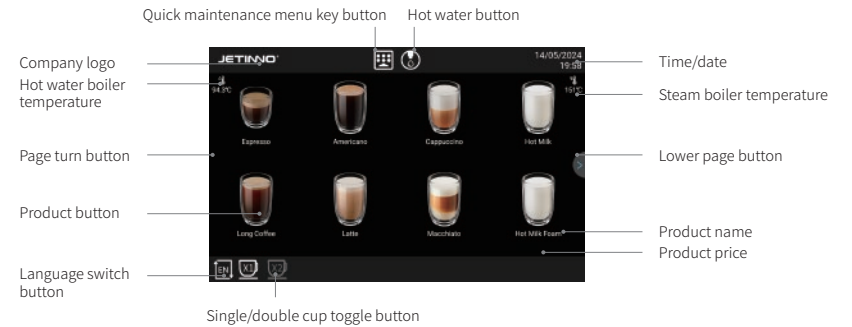 Quick maintenance menu key button
Hot water button
Company logo
Hot water boiler
temperature
Page turn button
Product button
Language switch
button
JETINNO
14/05/2024
19:58
94.3°C
151°C
Espresso
Americano
Cappuccino
Hot Milk
Long Coffee
Latte
Macchiato
Hot Milk Foam
EN
X1
X2
Time/date
Steam boiler temperature
Lower page button
Product name
Product price
Single/double cup toggle button